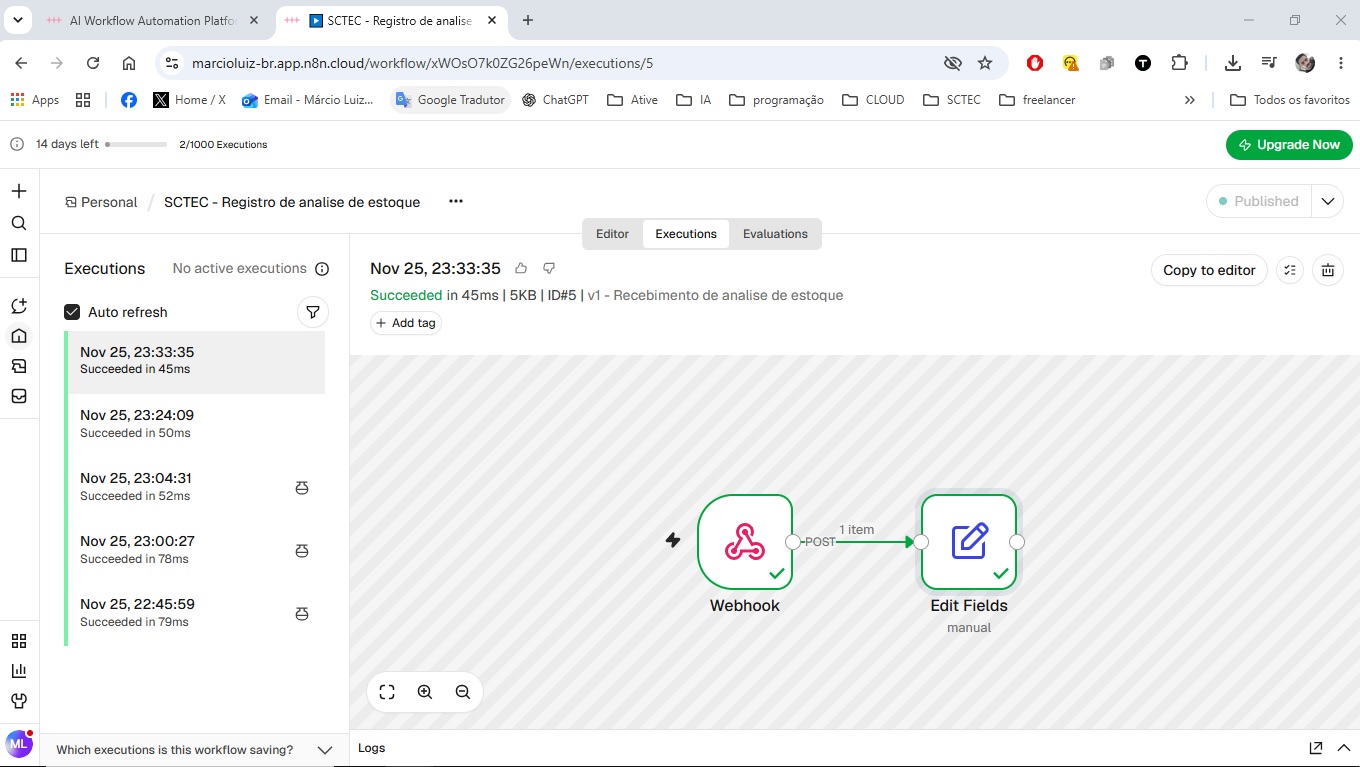 AI Workflow Automation Platfo
SCTEC - Registro de analise
marcioluiz-br.app.n8n.cloud/workflow/xWOsO7k0ZG26peWn/executions/5
Apps
Home / X
Email - Márcio Luiz...
Google Tradutor
ChatGPT
Ative
IA
programação
CLOUD
SCTEC
freelancer
»
Todos os favoritos
14 days left
2/1000 Executions
Upgrade Now
Personal / SCTEC - Registro de analise de estoque
Published
Editor
Executions
Evaluations
Executions
No active executions
Auto refresh
Nov 25, 23:33:35
Succeeded in 45ms
Nov 25, 23:24:09
Succeeded in 50ms
Nov 25, 23:04:31
Succeeded in 52ms
Nov 25, 23:00:27
Succeeded in 78ms
Nov 25, 22:45:59
Succeeded in 79ms
Which executions is this workflow saving?
ML
Nov 25, 23:33:35
Succeeded in 45ms | 5KB | ID#5 | v1 - Recebimento de analise de estoque
+ Add tag
Copy to editor
1 item
POST
Webhook
Edit Fields
manual
Logs